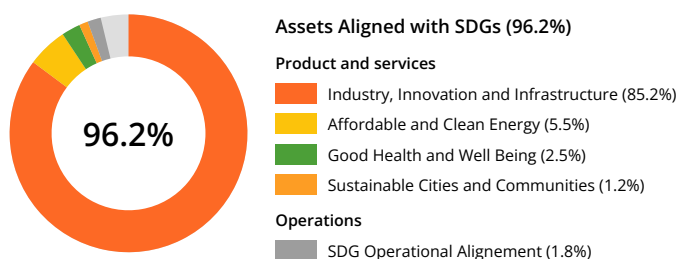 Assets Aligned with SDGs (96.2%)
Product and services
Industry, Innovation and Infrastructure (85.2%)
Affordable and Clean Energy (5.5%)
Good Health and Well Being (2.5%)
Sustainable Cities and Communities (1.2%)
Operations
SDG Operational Alignement (1.8%)
96.2%